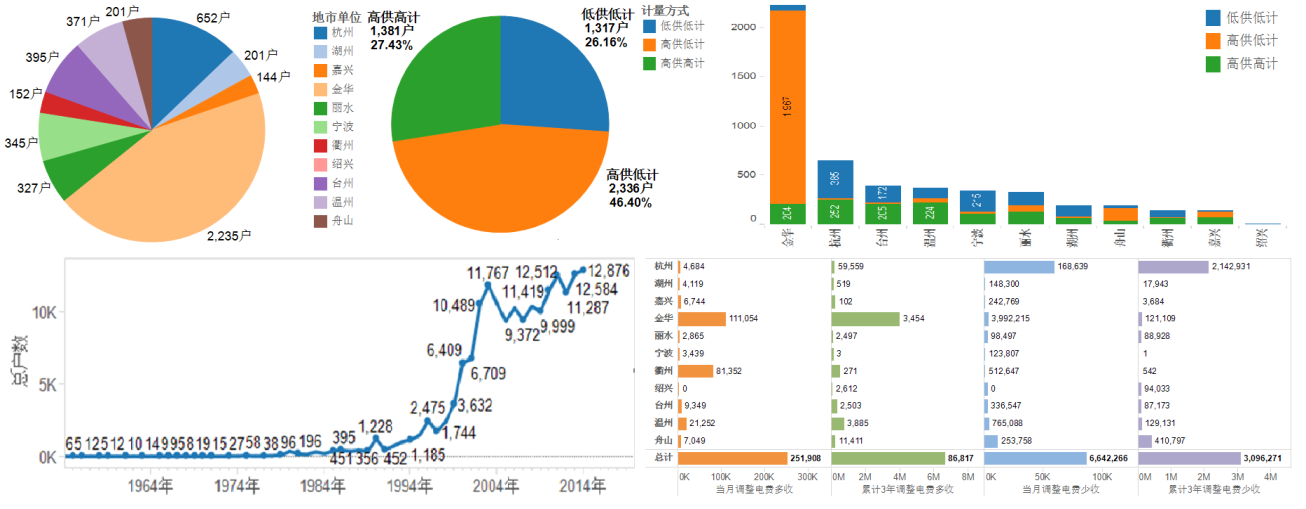 201户
371户
652户
395户
201户
144户
152户
345户
327户
2,235户
地市单位
杭州
湖州
嘉兴
金华
丽水
宁波
衢州
绍兴
台州
温州
舟山
高供高计
1,381户
27.43%
低供低计
1,317户
26.16%
高供低计
2,336户
46.40%
计量方式
低供低计
高供低计
高供高计
2000
1500
1000
500
0
1967
204
385
262
172
205
224
215
金华
杭州
台州
温州
宁波
丽水
湖州
舟山
衢州
嘉兴
绍兴
低供低计
高供低计
高供高计
总户数
10K
5K
0K
65 125 12 10 14 9 9 58 19 15 27 58 38 96 196
395
451 356
1,228
452
1,185
2,475
1,744
3,632
6,409
6,709
10,489
11,767
9,372
11,419
9,999
12,512
11,287
12,584
12,876
1964年 1974年 1984年 1994年 2004年 2014年
杭州 4,684 59,559 168,639 2,142,931
湖州 4,119 519 148,300 17,943
嘉兴 6,744 102 242,769 3,684
金华 111,054 3,454 3,992,215 121,109
丽水 2,865 2,497 98,497 88,928
宁波 3,439 3 123,807 1
衢州 81,352 271 512,647 542
绍兴 0 2,612 0 94,033
台州 9,349 2,503 336,547 87,173
温州 21,252 3,885 765,088 129,131
舟山 7,049 11,411 253,758 410,797
总计 251,908 86,817 6,642,266 3,096,271
0K 100K 200K 300K 0M 2M 4M 6M 8M 0K 50K 100K 0M 1M 2M 3M 4M
当月调整电费多收 累计3年调整电费多收 当月调整电费少收 累计3年调整电费少收